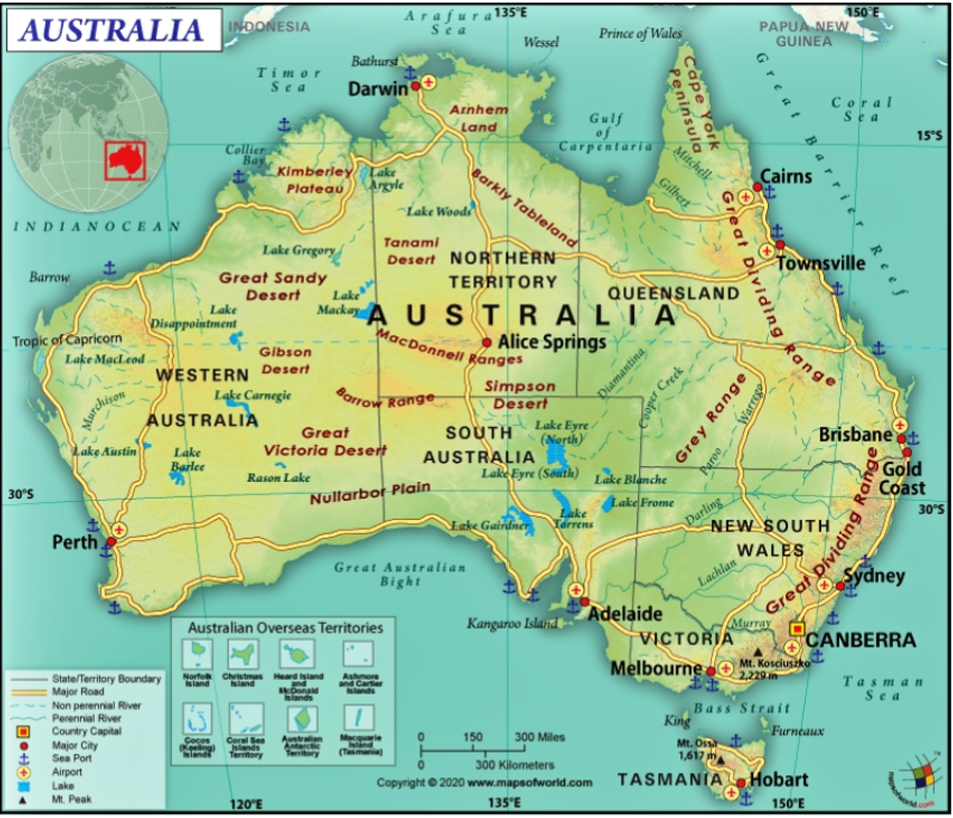 AUSTRALIA
INDONESIA
Arafura
Sea
135°E
150°E
PAPUA NEW
GUINEA
Wessel
Prince of Wales
Bathurst
Timor
Sea
Darwin
Arnhem
Land
Gulf
of
Carpentaria
Cape York
Peninsula
Great Barrier Reef
Coral
Sea
15°S
Collier
Bay
Kimberley
Plateau
Lake
Argyle
Mitchell
Gilbert
Cairns
Barkly Tableland
Lake Woods
INDIANOCEAN
Lake Gregory
Tanami
Desert
NORTHERN
TERRITORY
Townsville
Great Dividing Range
Barrow
Great Sandy
Desert
Lake
Mackay
QUEENSLAND
AUSTRALIA
Lake
Disappointment
Tropic of Capricorn
Lake MacLeod
Gibson
Desert
MacDonnell Ranges
Alice Springs
WESTERN
AUSTRALIA
Lake Carnegie
Barrow Range
Simpson
Desert
Diamantina
Cooper Creek
Grey Range
Warrego
Paroo
Murchison
Lake Austin
Lake
Barlee
Great
Victoria Desert
Rason Lake
SOUTH
AUSTRALIA
Lake Eyre
(North)
Lake Eyre (South)
Lake Blanche
Lake Frome
Brisbane
Gold
Coast
30°S
30°S
Nullarbor Plain
Lake Gairdner
Lake
Torrens
Darling
NEW SOUTH
WALES
Great Dividing Range
Perth
Great Australian
Bight
Lachlan
Sydney
Kangaroo Island
Adelaide
VICTORIA
Murray
CANBERRA
Melbourne
Mt. Kosciuszko
2,229 m
Tasman
Sea
Bass Strait
King
Furneaux
Mt. Ossa
1,617 m
TASMANIA
Hobart
Australian Overseas Territories
Norfolk
Island
Christmas
Island
Heard Island
and
McDonald
Islands
Ashmore
and Cartier
Islands
Cocos
(Keeling)
Islands
Coral Sea
Islands
Territory
Australian
Antarctic
Territory
Macquarie
Island
(Tasmania)
State/Territory Boundary
Major Road
Non perennial River
Perennial River
Country Capital
Major City
Sea Port
Airport
Lake
Mt. Peak
0 150 300 Miles
0 300 Kilometers
Copyright © 2020 www.mapsofworld.com
120°E
135°E
150°E
mapsofworld.com
™